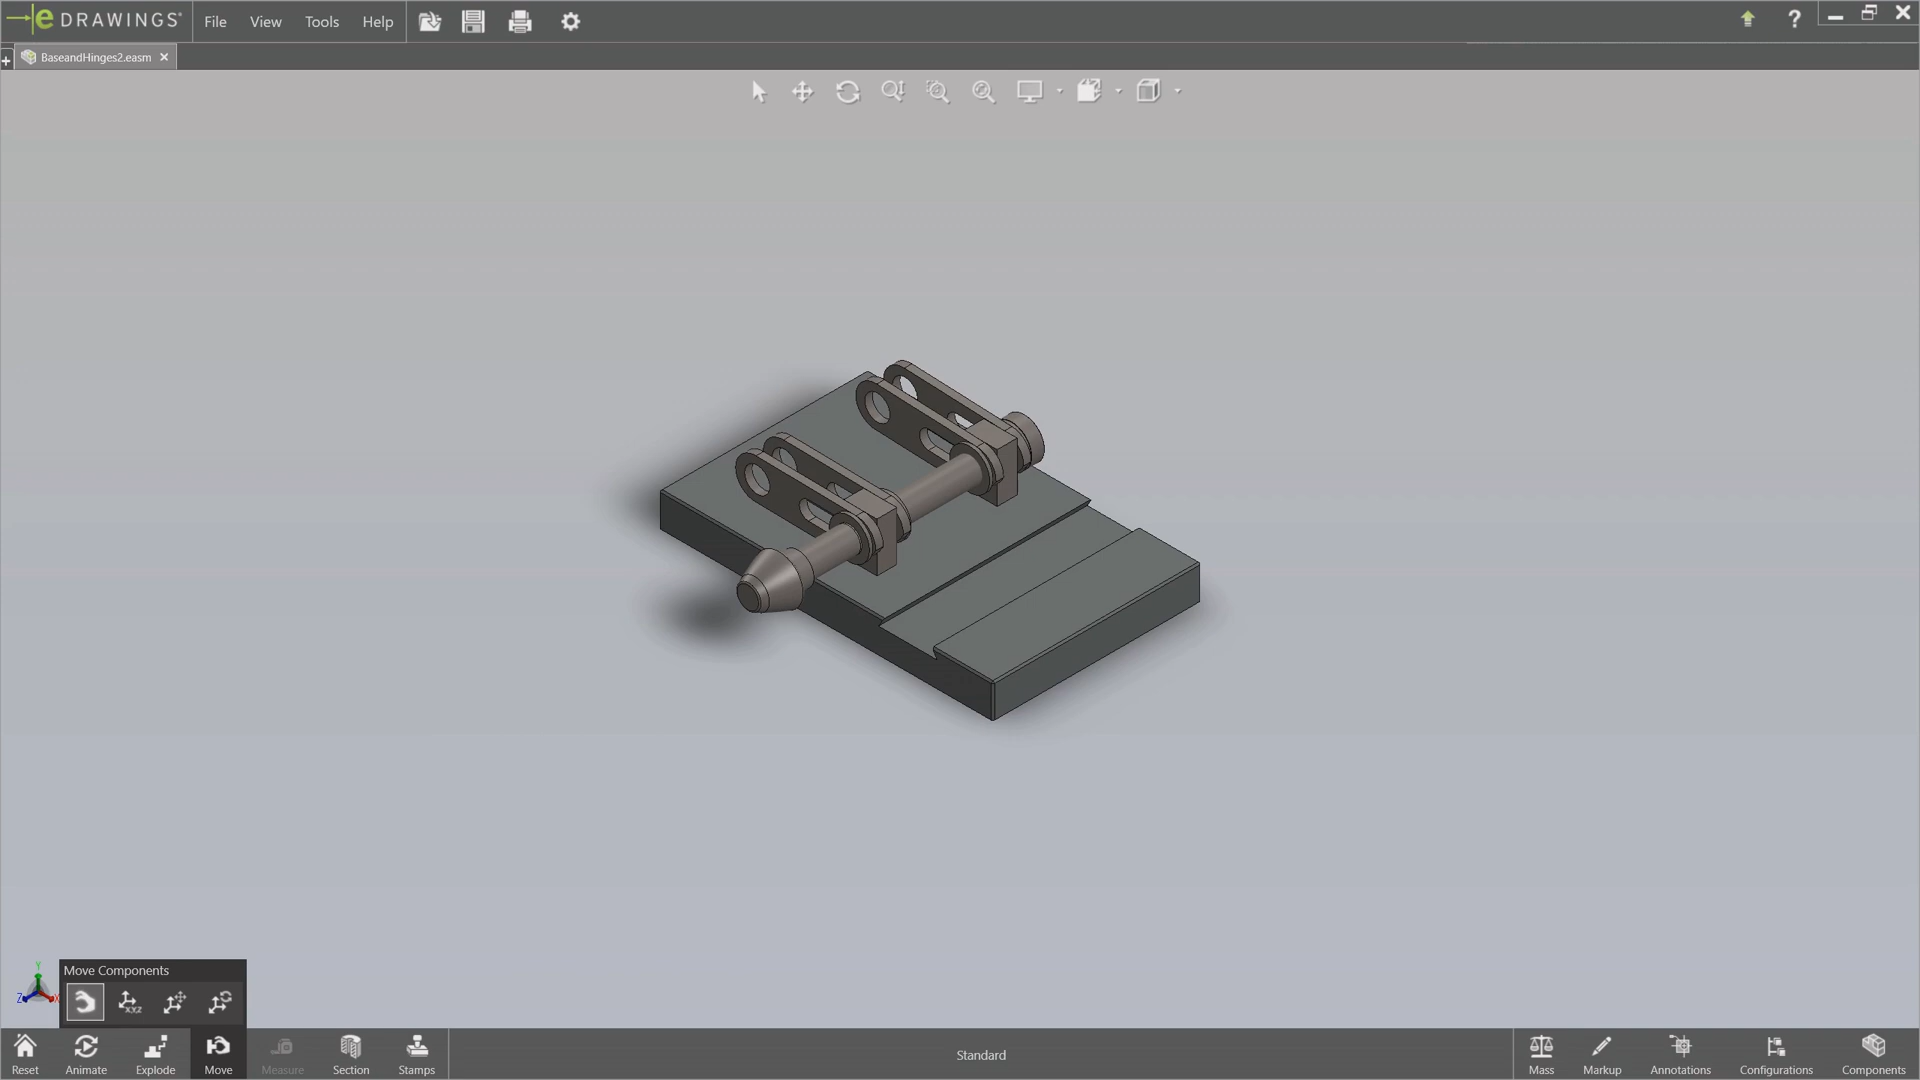 eDRAWINGS®
File View Tools Help
BaseandHinges2.easm
Y
Z X
Move Components
X,Y,Z
Reset Animate Explode Move Measure Section Stamps
Standard
Mass Markup Annotations Configurations Components